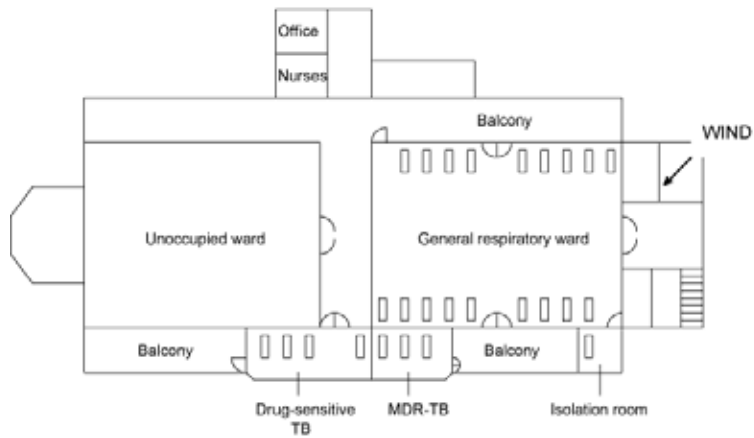 Office
Nurses
Balcony
WIND
Unoccupied ward
General respiratory ward
Balcony
Balcony
Drug-sensitive
TB
MDR-TB
Isolation room